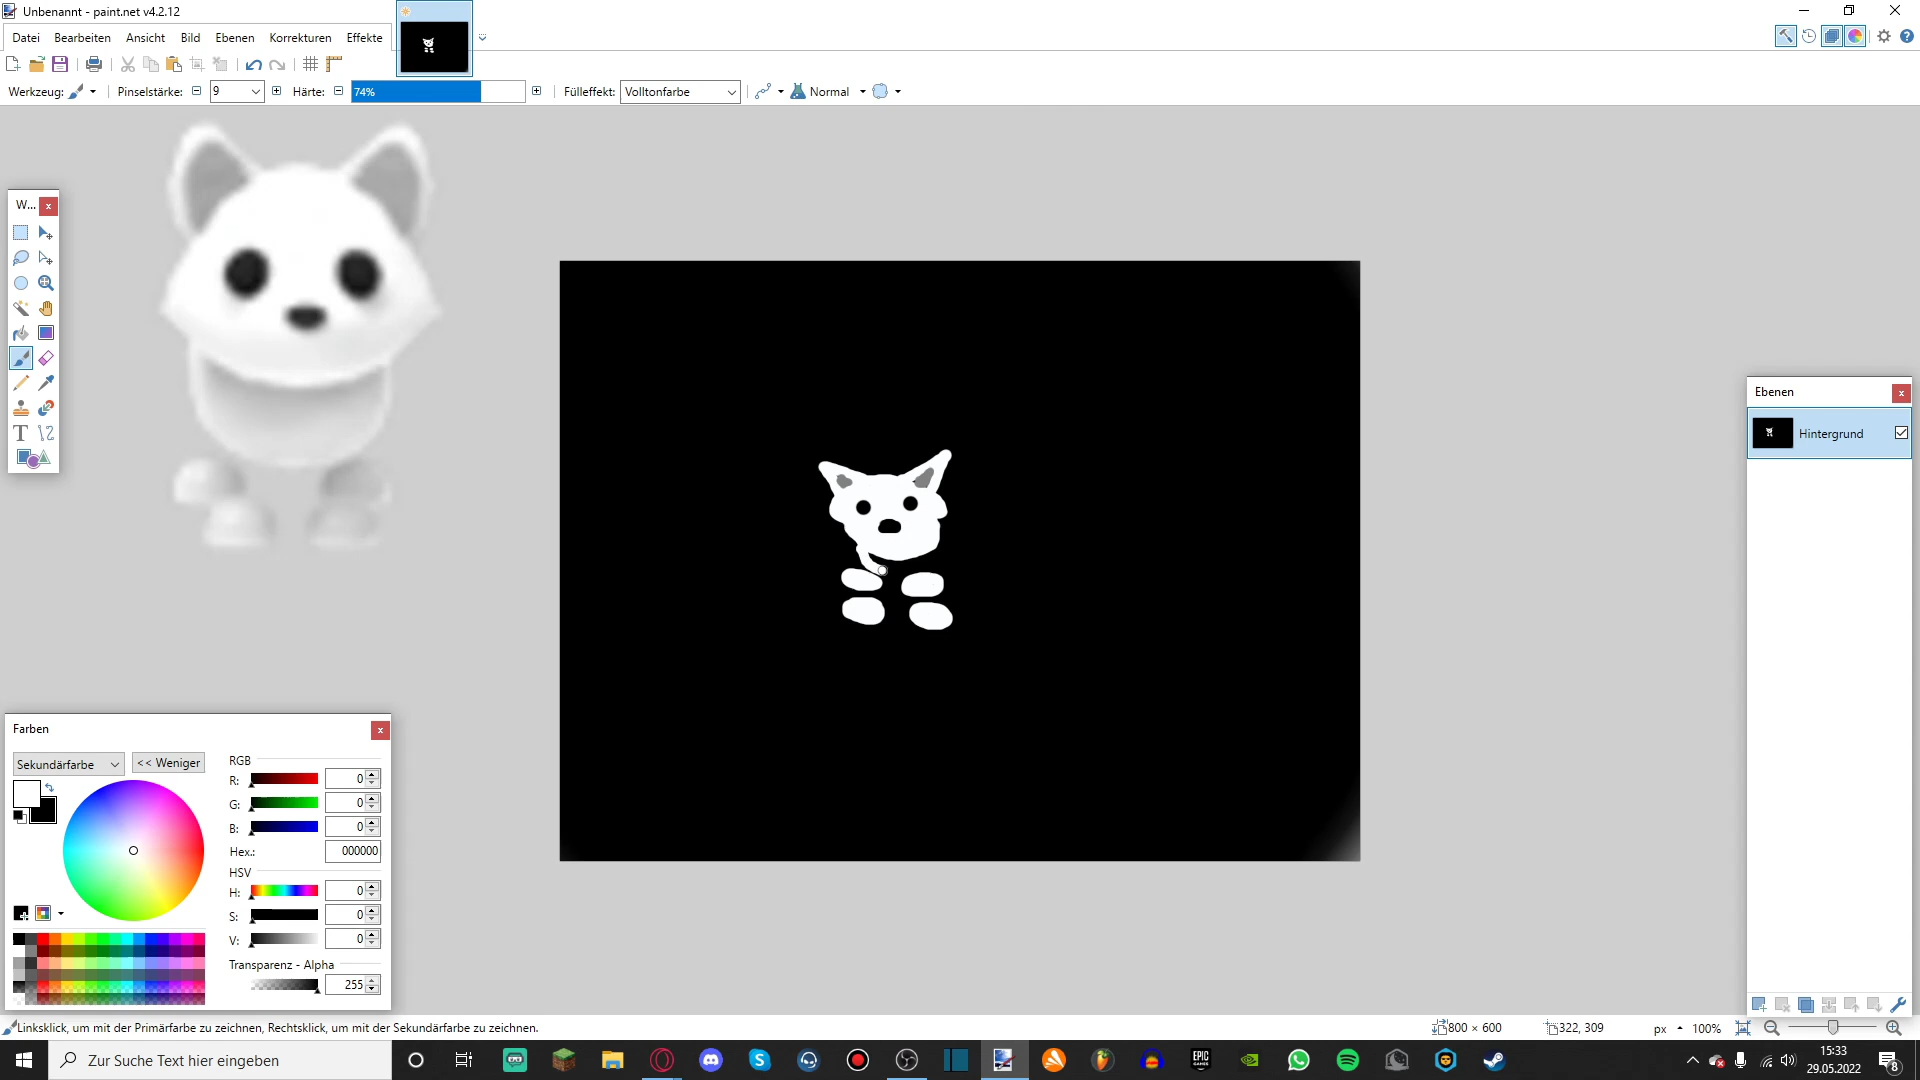 Unbenannt - paint.net v4.2.12
Datei Bearbeiten Ansicht Bild Ebenen Korrekturen Effekte
Werkzeug: Pinselstärke: 9 Härte: 74% Fülleffekt: Volltonfarbe Normal
W...
Ebenen
Hintergrund
Farben
Sekundärfarbe << Weniger
RGB
R: 0
G: 0
B: 0
Hex.: 000000
HSV
H: 0
S: 0
V: 0
Transparenz - Alpha
255
Linksklick, um mit der Primärfarbe zu zeichnen, Rechtsklick, um mit der Sekundärfarbe zu zeichnen.
800 x 600 322, 309 px 100%
Zur Suche Text hier eingeben
EPIC GAMES
15:33
29.05.2022
8